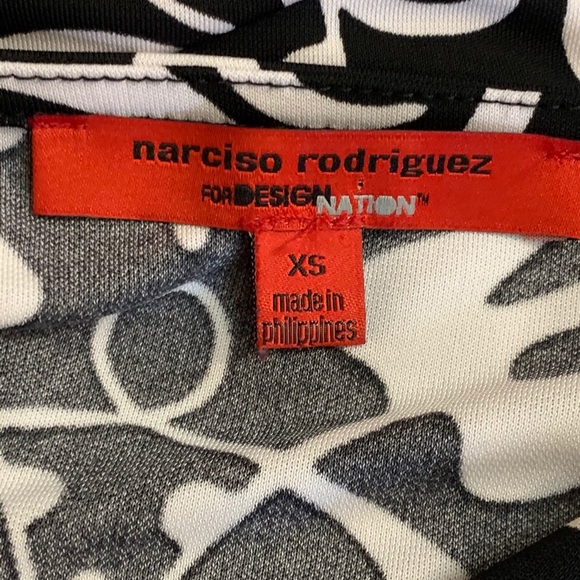 narciso rodriguez
FOR DESIGN NATION™
XS
made in
philippines